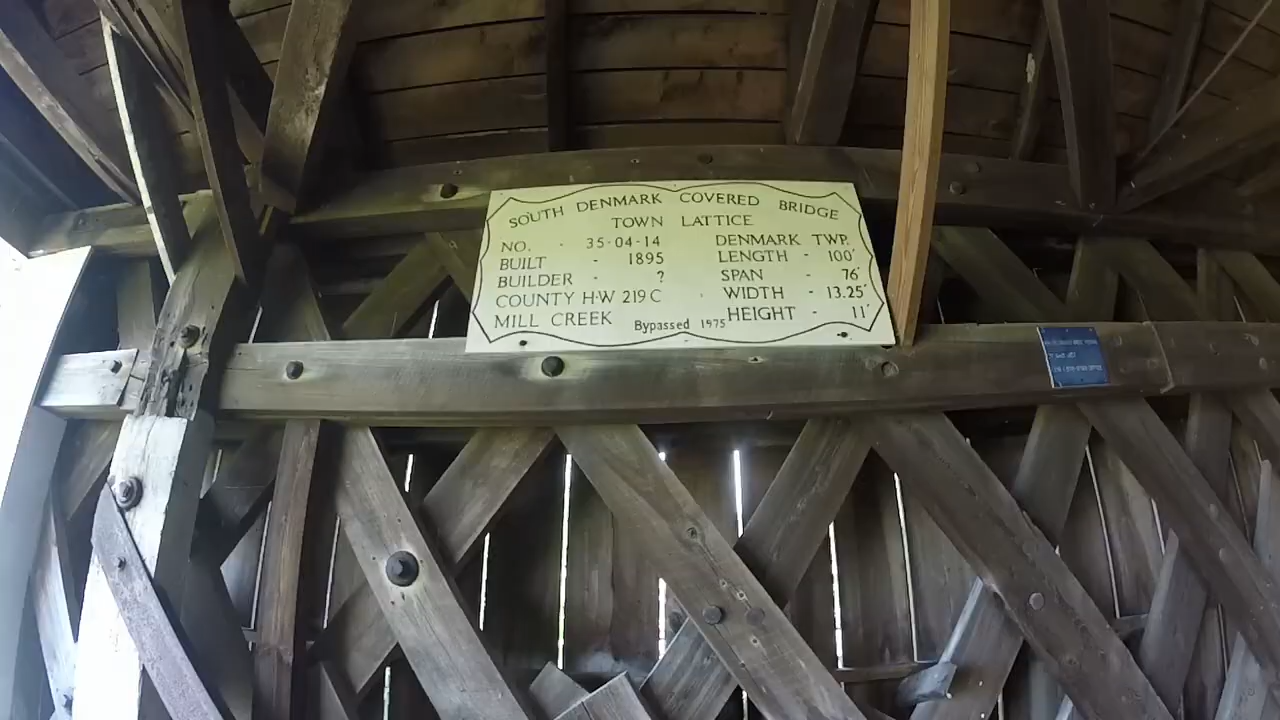 SOUTH DENMARK COVERED BRIDGE
TOWN LATTICE
NO. - 35-04-14
BUILT - 1895
BUILDER - ?
COUNTY H-W 219C
MILL CREEK
DENMARK TWP.
LENGTH - 100'
SPAN - 76'
WIDTH - 13.25'
HEIGHT - 11'
Bypassed 1975